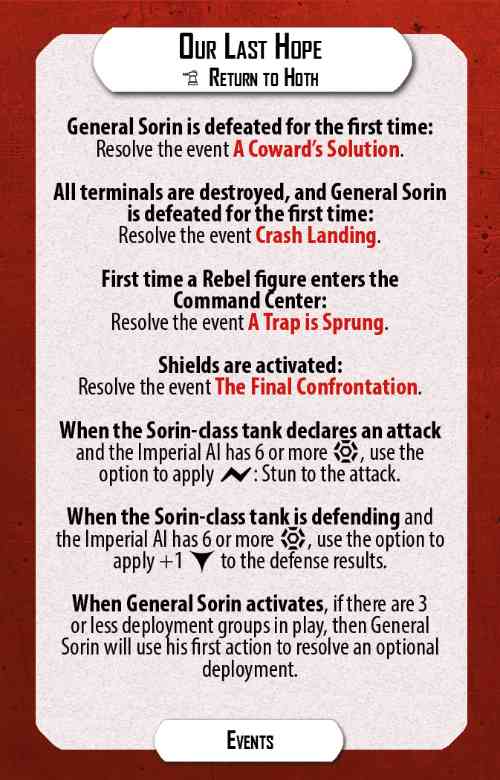 Our Last Hope
Return to Hoth
General Sorin is defeated for the first time:
Resolve the event A Coward's Solution.
All terminals are destroyed, and General Sorin
is defeated for the first time:
Resolve the event Crash Landing.
First time a Rebel figure enters the
Command Center:
Resolve the event A Trap is Sprung.
Shields are activated:
Resolve the event The Final Confrontation.
When the Sorin-class tank declares an attack
and the Imperial AI has 6 or more , use the
option to apply : Stun to the attack.
When the Sorin-class tank is defending and
the Imperial AI has 6 or more , use the option to
apply +1 to the defense results.
When General Sorin activates, if there are 3
or less deployment groups in play, then General
Sorin will use his first action to resolve an optional
deployment.
Events